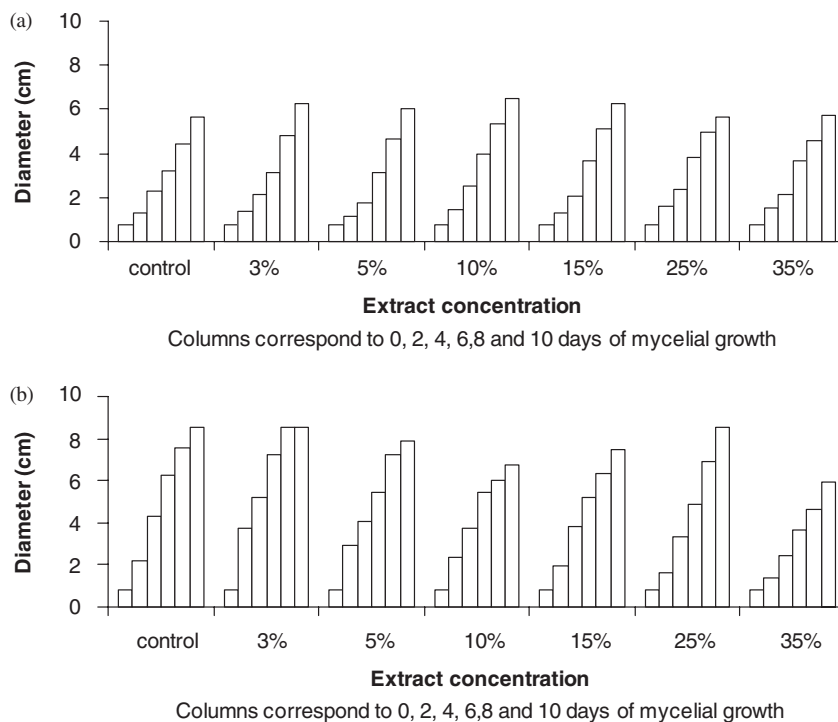 (a)
10
8
6
4
2
0
Diameter (cm)
control 3% 5% 10% 15% 25% 35%
Extract concentration
Columns correspond to 0, 2, 4, 6,8 and 10 days of mycelial growth
(b)
10
8
6
4
2
0
Diameter (cm)
control 3% 5% 10% 15% 25% 35%
Extract concentration
Columns correspond to 0, 2, 4, 6,8 and 10 days of mycelial growth